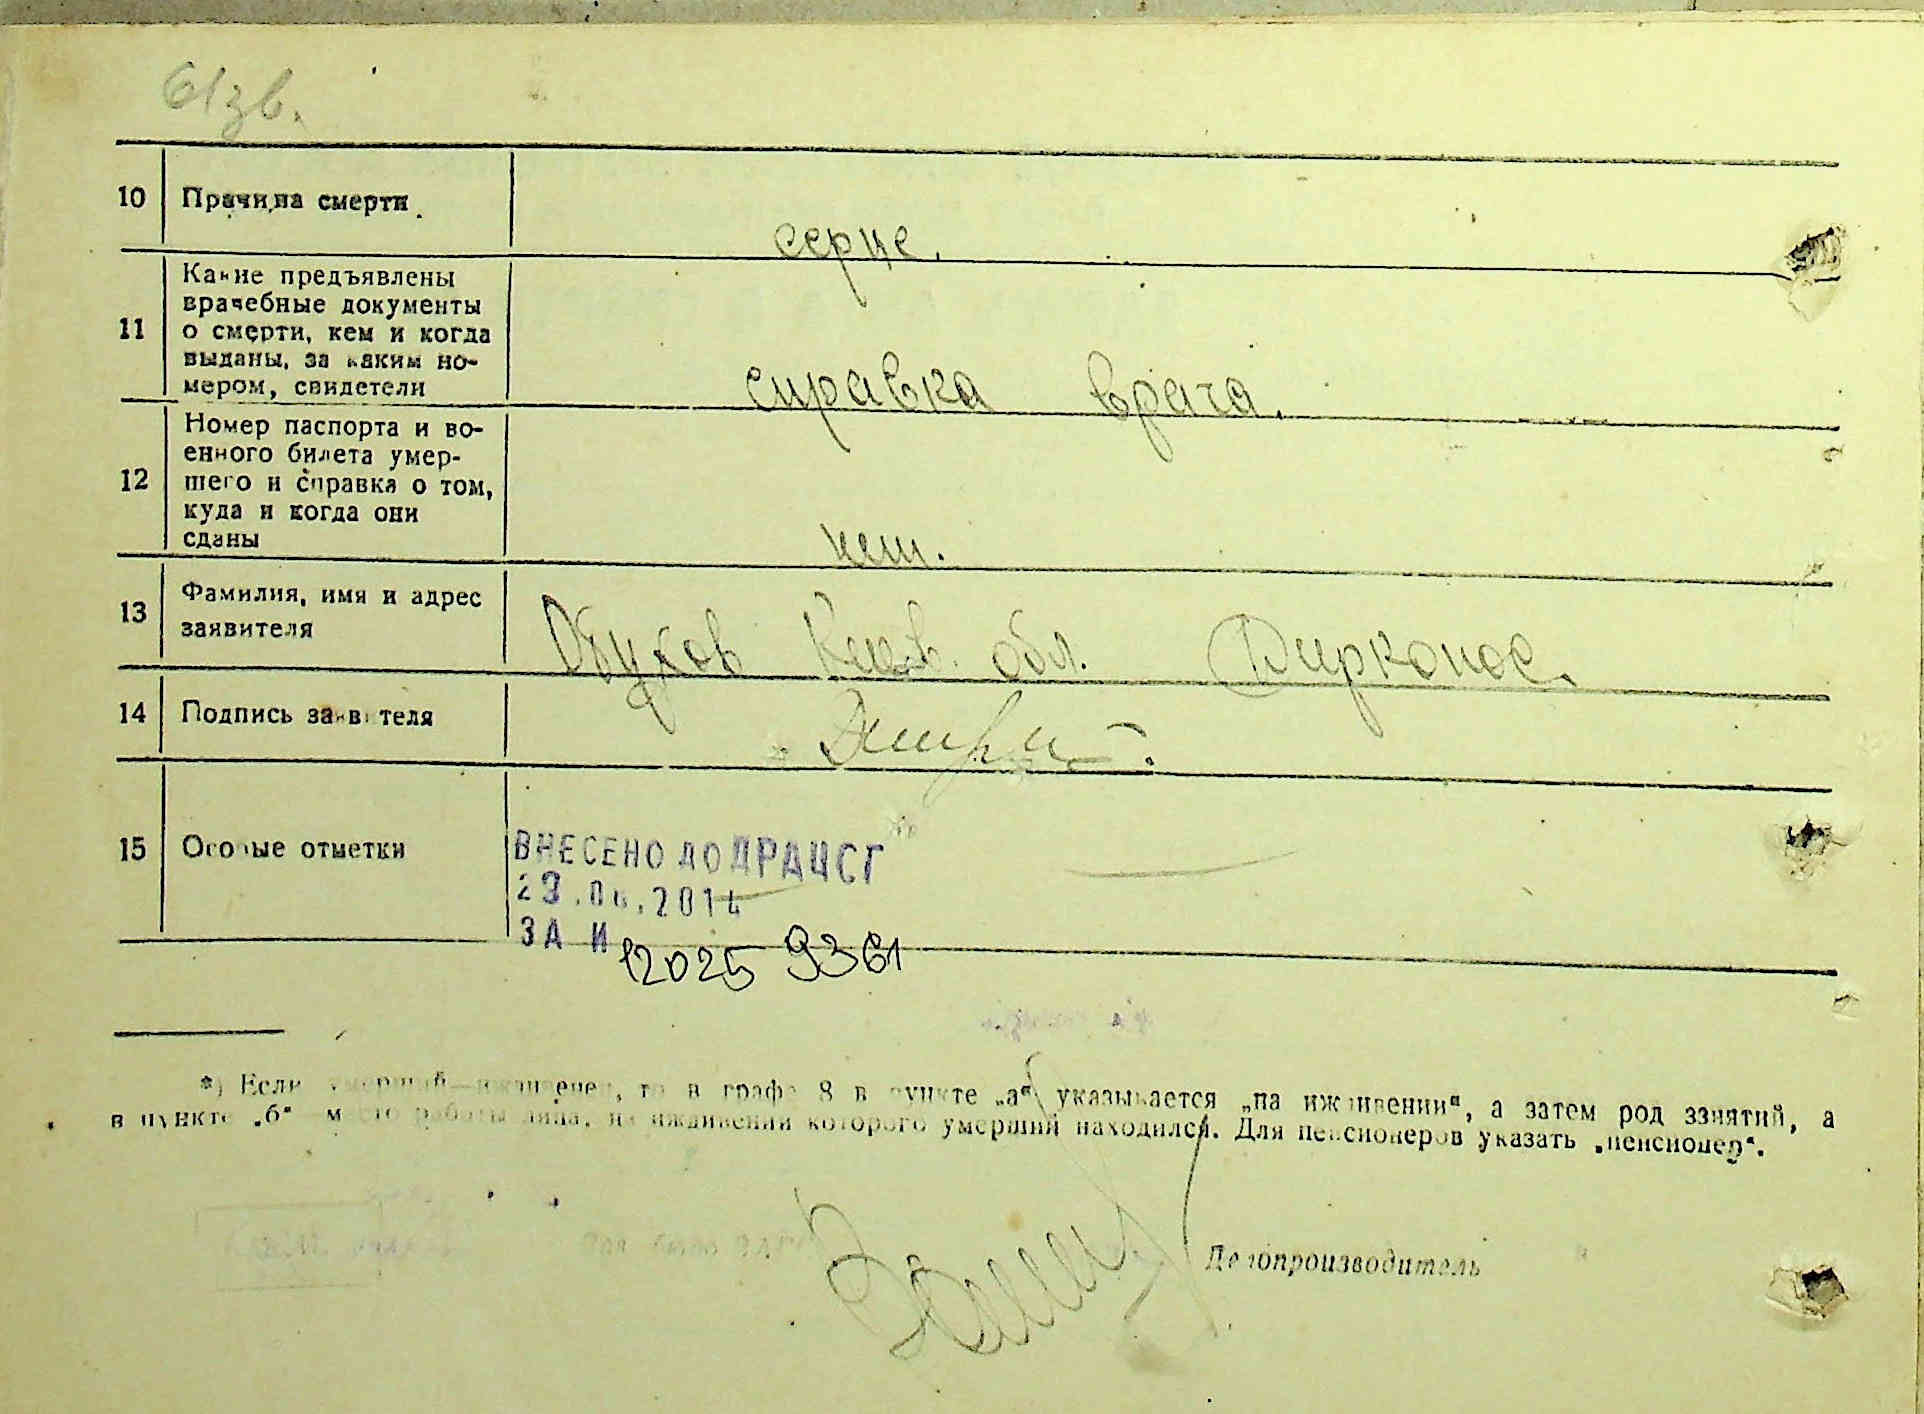 61зв.
10 Причина смерти
серце.
11 Какие предъявлены
врачебные документы
о смерти, кем и когда
выданы, за каким но-
мером, свидетели
справка врача.
12 Номер паспорта и во-
енного билета умер-
шего и справка о том,
куда и когда они
сданы
нет.
13 Фамилия, имя и адрес
заявителя
Обухов Киев. обл.
14 Подпись заявителя
15 Особые отметки
ВНЕСЕНО ДО ДРАЦСГ
23.06.2014
ЗА И 12025 9361
*) Если умерший—иждивенец, то в графе 8 в пункте „а“ указывается „на иждивении“, а затем род занятий, а
в пункте „б“ место работы лица, на иждивении которого умерший находился. Для пенсионеров указать „пенсионер“.
Делопроизводитель